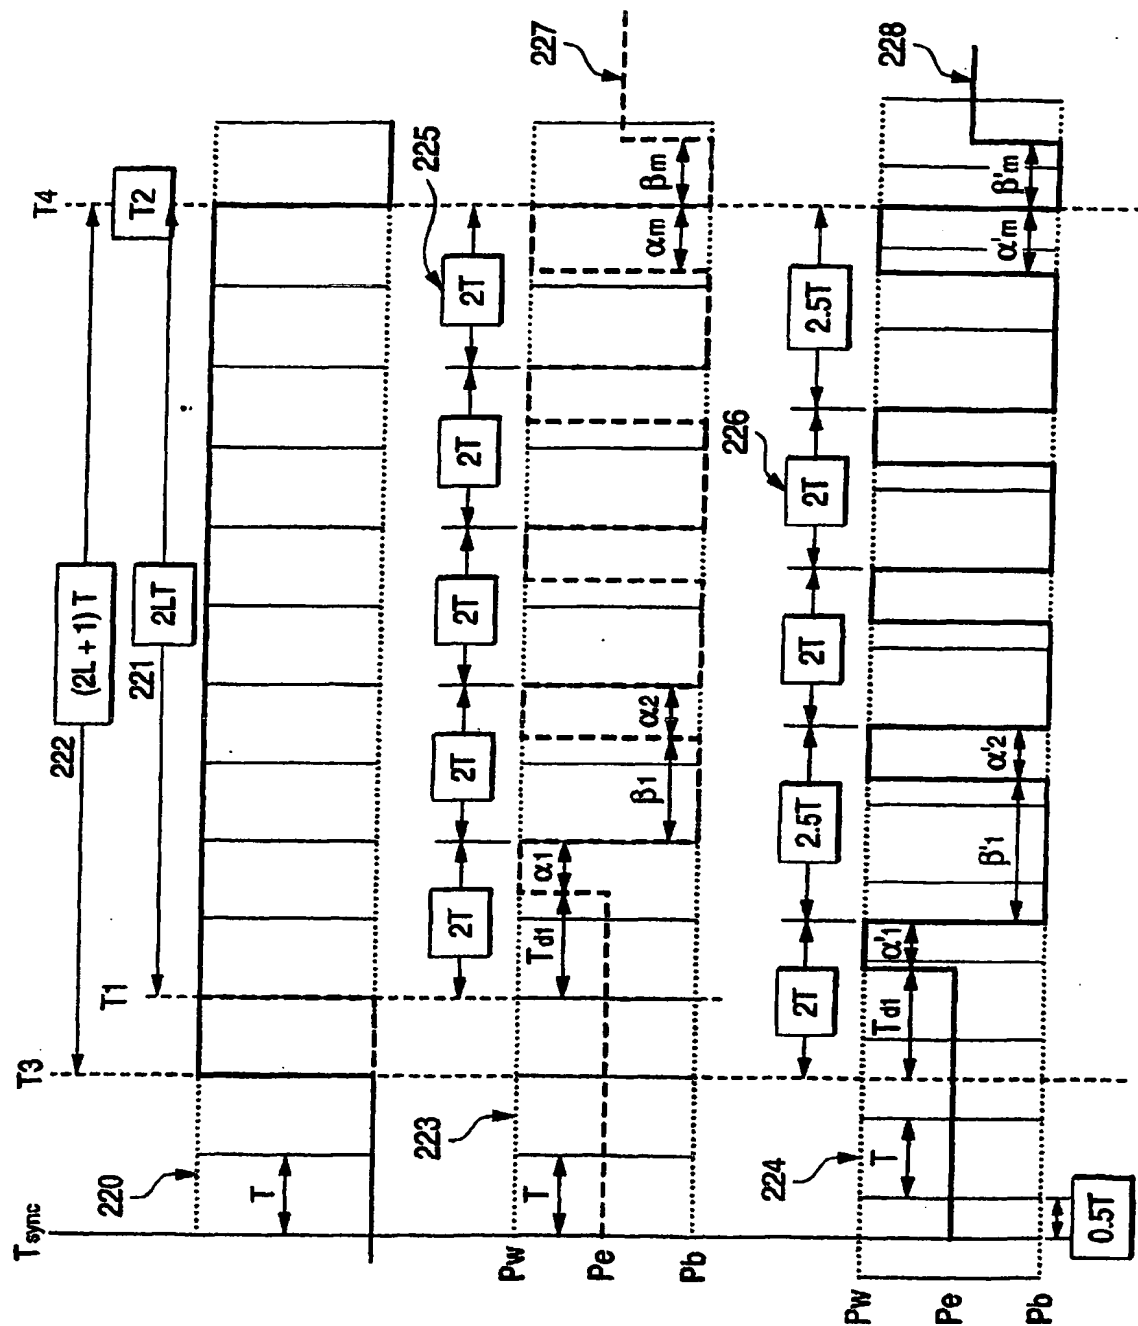 T4
T2
(2L + 1) T
222
2LT
221
T3
T1
Tsync
220
T
225
2T
2T
2T
2T
2T
227
αm
βm
α2
β1
α1
Td1
223
T
Pw
Pe
Pb
226
2.5T
2T
2T
2.5T
2T
228
α'm
β'm
α'2
β'1
α'1
Td1
224
T
0.5T
Pw
Pe
Pb